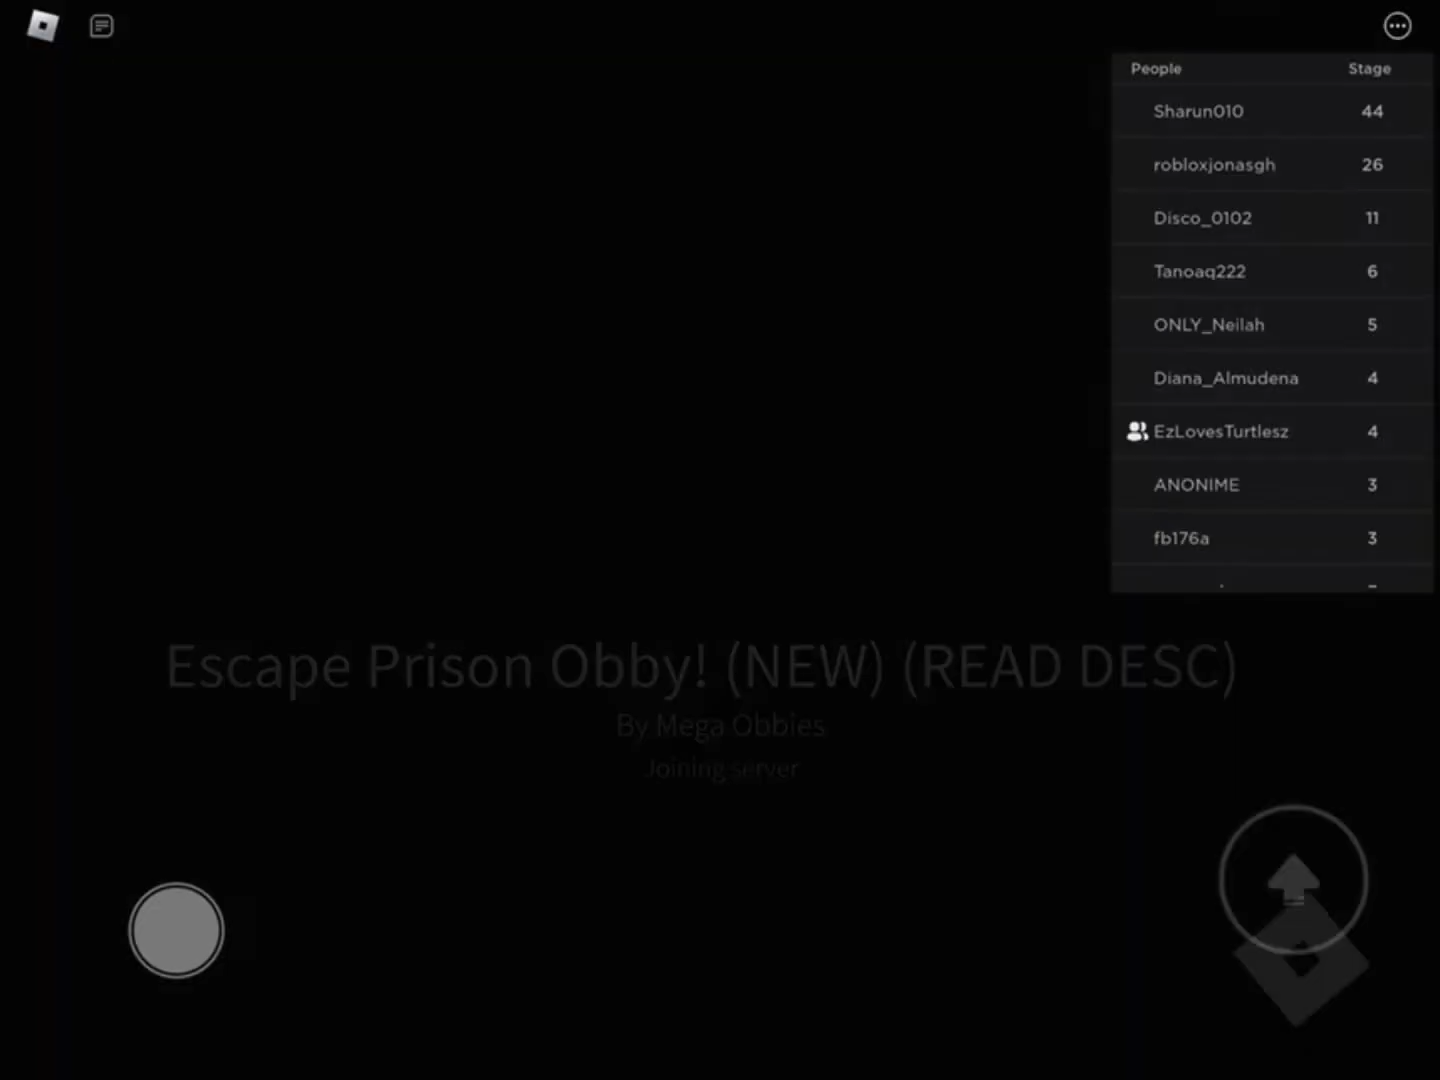 People Stage
Sharun010 44
robloxjonasgh 26
Disco_0102 11
Tanoaq222 6
ONLY_Neilah 5
Diana_Almudena 4
EzLovesTurtlesz 4
ANONIME 3
fb176a 3
Escape Prison Obby! (NEW) (READ DESC)
By Mega Obbies
Joining server